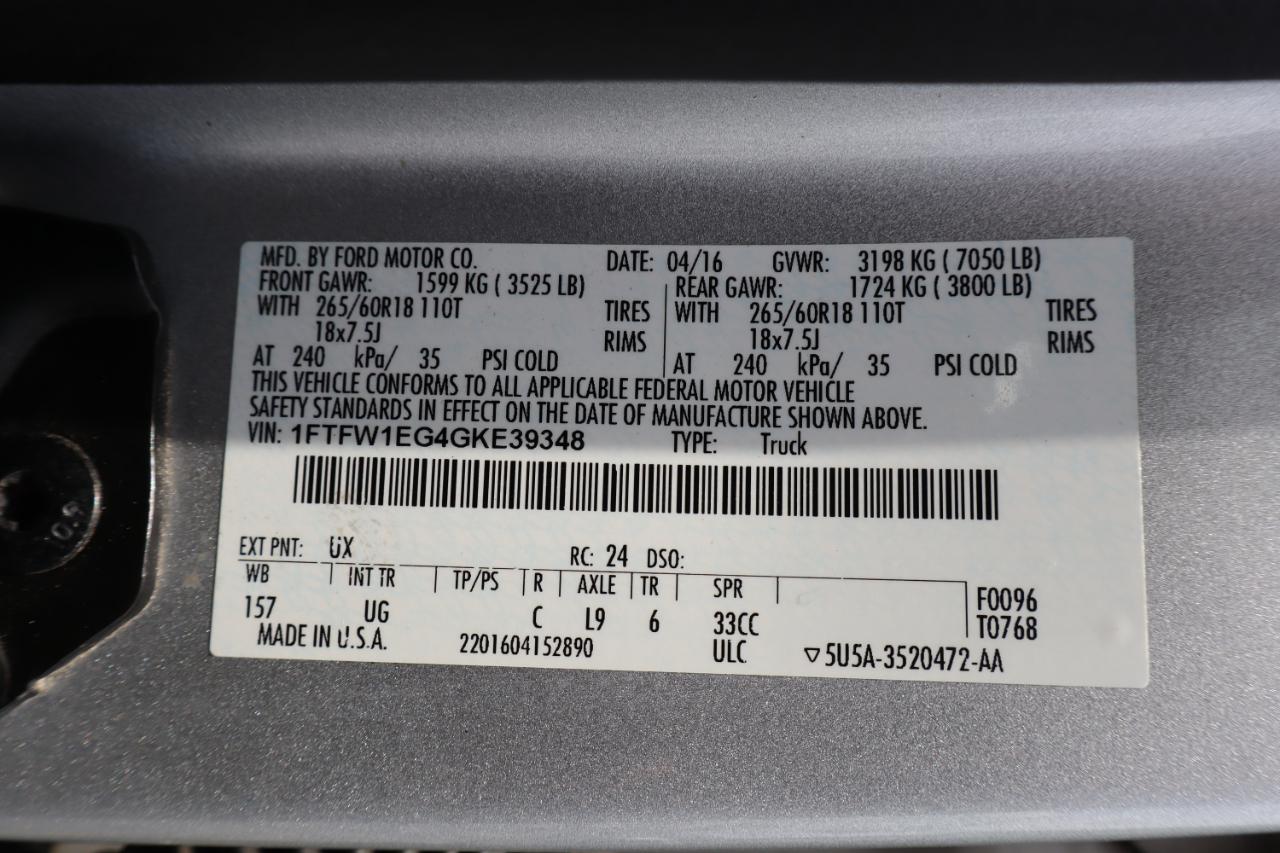 MFD. BY FORD MOTOR CO. DATE: 04/16 GVWR: 3198 KG ( 7050 LB)
FRONT GAWR: 1599 KG ( 3525 LB) REAR GAWR: 1724 KG ( 3800 LB)
WITH 265/60R18 110T TIRES WITH 265/60R18 110T TIRES
18x7.5J RIMS 18x7.5J RIMS
AT 240 kPa/ 35 PSI COLD AT 240 kPa/ 35 PSI COLD
THIS VEHICLE CONFORMS TO ALL APPLICABLE FEDERAL MOTOR VEHICLE
SAFETY STANDARDS IN EFFECT ON THE DATE OF MANUFACTURE SHOWN ABOVE.
VIN: 1FTFW1EG4GKE39348 TYPE: Truck
EXT PNT: UX RC: 24 DSO:
WB INT TR TP/PS R AXLE TR SPR F0096
157 UG C L9 6 33CC T0768
MADE IN U.S.A. 2201604152890 ULC ▽5U5A-3520472-AA